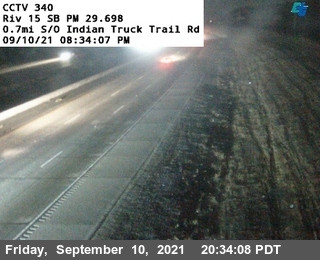 CCTV 340
Riv 15 SB PM 29.698
0.7mi S/O Indian Truck Trail Rd
09/10/21 08:34:07 PM
Friday, September 10, 2021 20:34:08 PDT